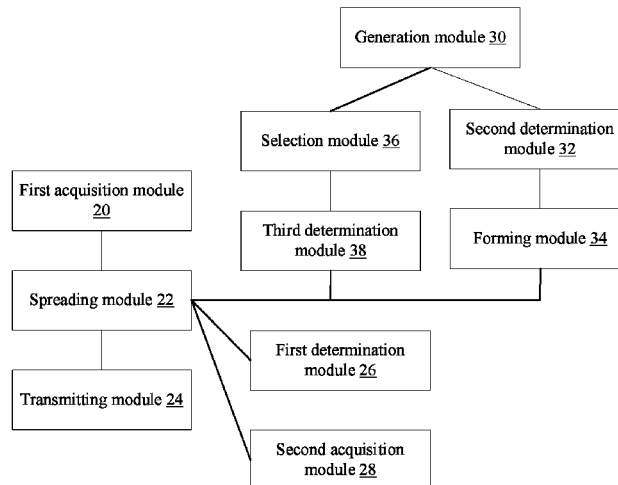 Generation module 30
Selection module 36
Second determination
module 32
First acquisition module
20
Third determination
module 38
Forming module 34
Spreading module 22
First determination
module 26
Transmitting module 24
Second acquisition
module 28